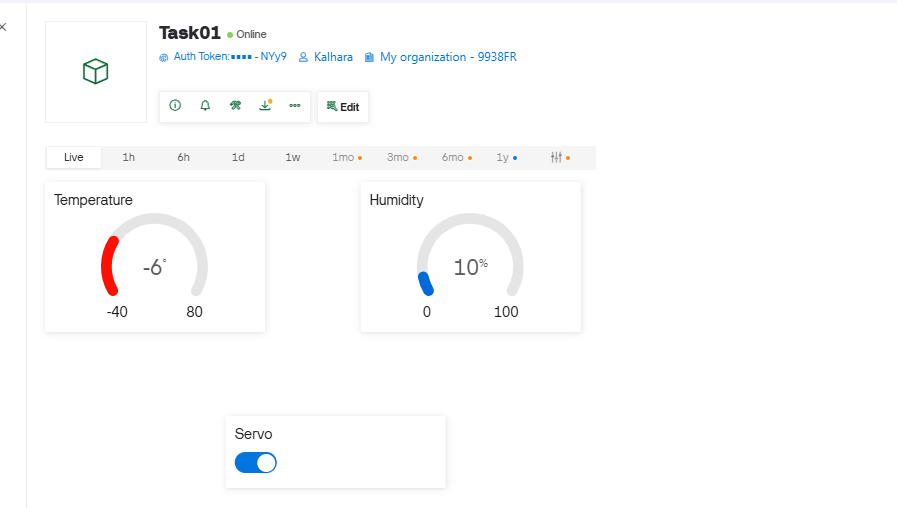 Task01 Online
Auth Token:▪▪▪▪ - NYy9 Kalhara My organization - 9938FR
Edit
Live 1h 6h 1d 1w 1mo 3mo 6mo 1y
Temperature Humidity
-6° 10%
-40 80 0 100
Servo